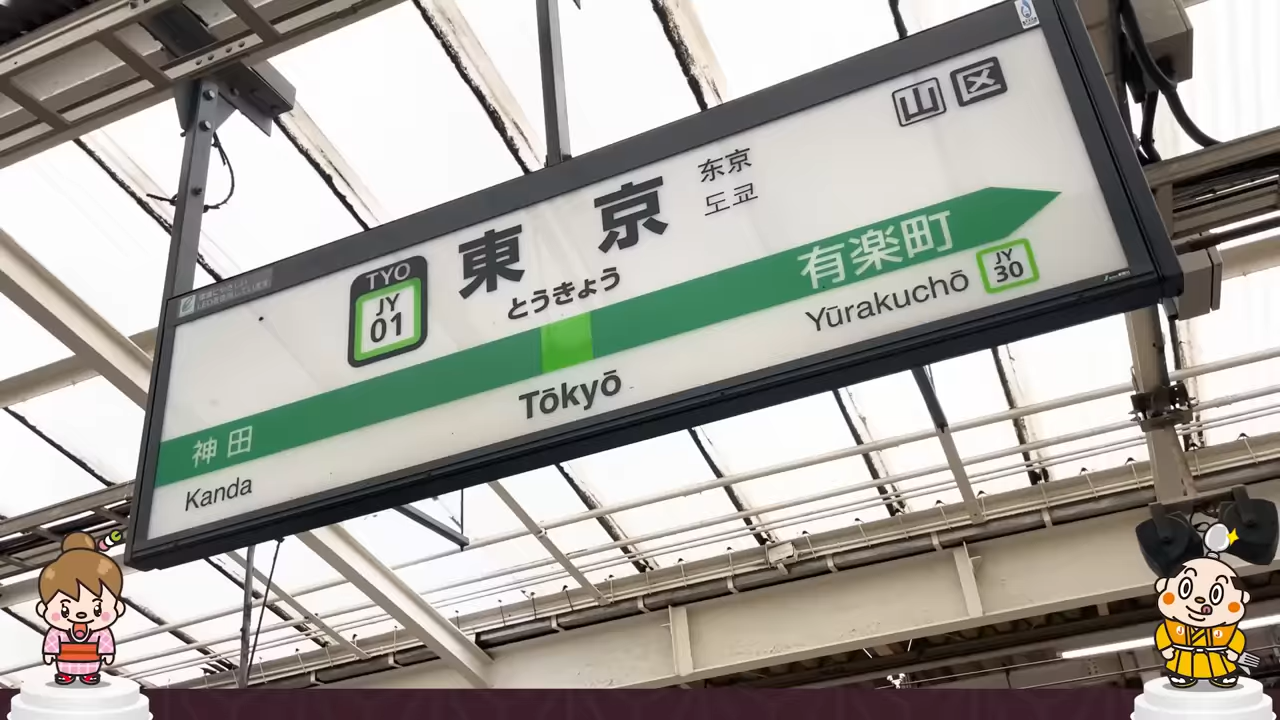 山 区
东京
도쿄
東京
とうきょう
TYO
JY
01
有楽町
Yūrakuchō
JY
30
Tōkyō
神田
Kanda